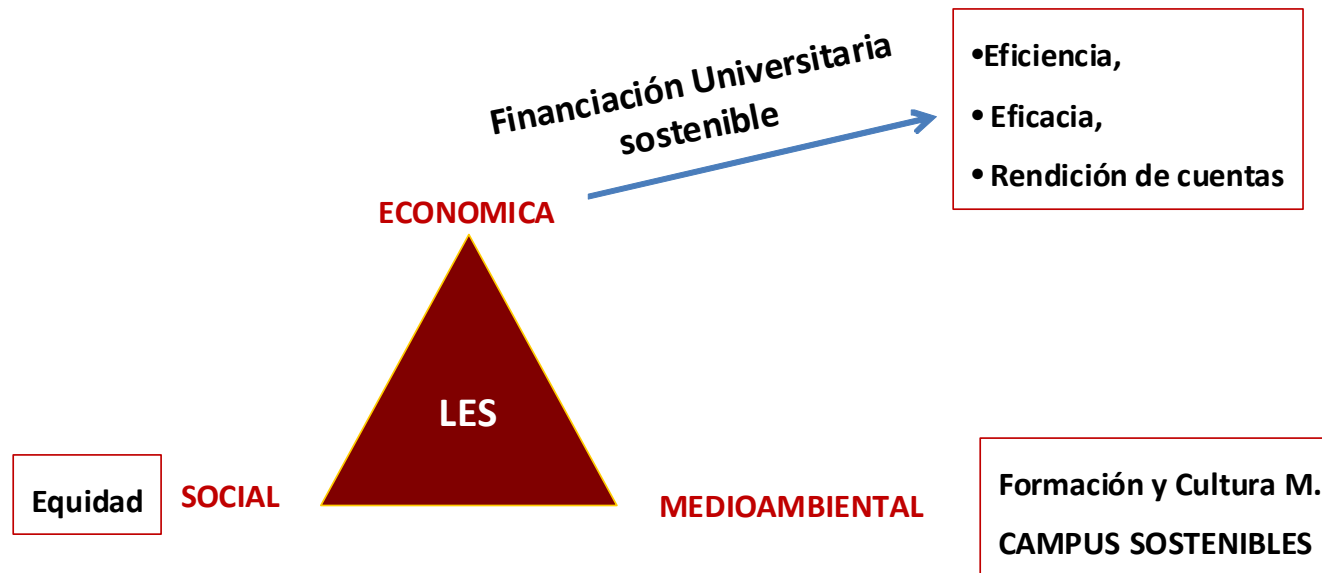 Financiación Universitaria
sostenible
•Eficiencia,
• Eficacia,
• Rendición de cuentas
ECONOMICA
LES
Equidad
SOCIAL
MEDIOAMBIENTAL
Formación y Cultura M.
CAMPUS SOSTENIBLES